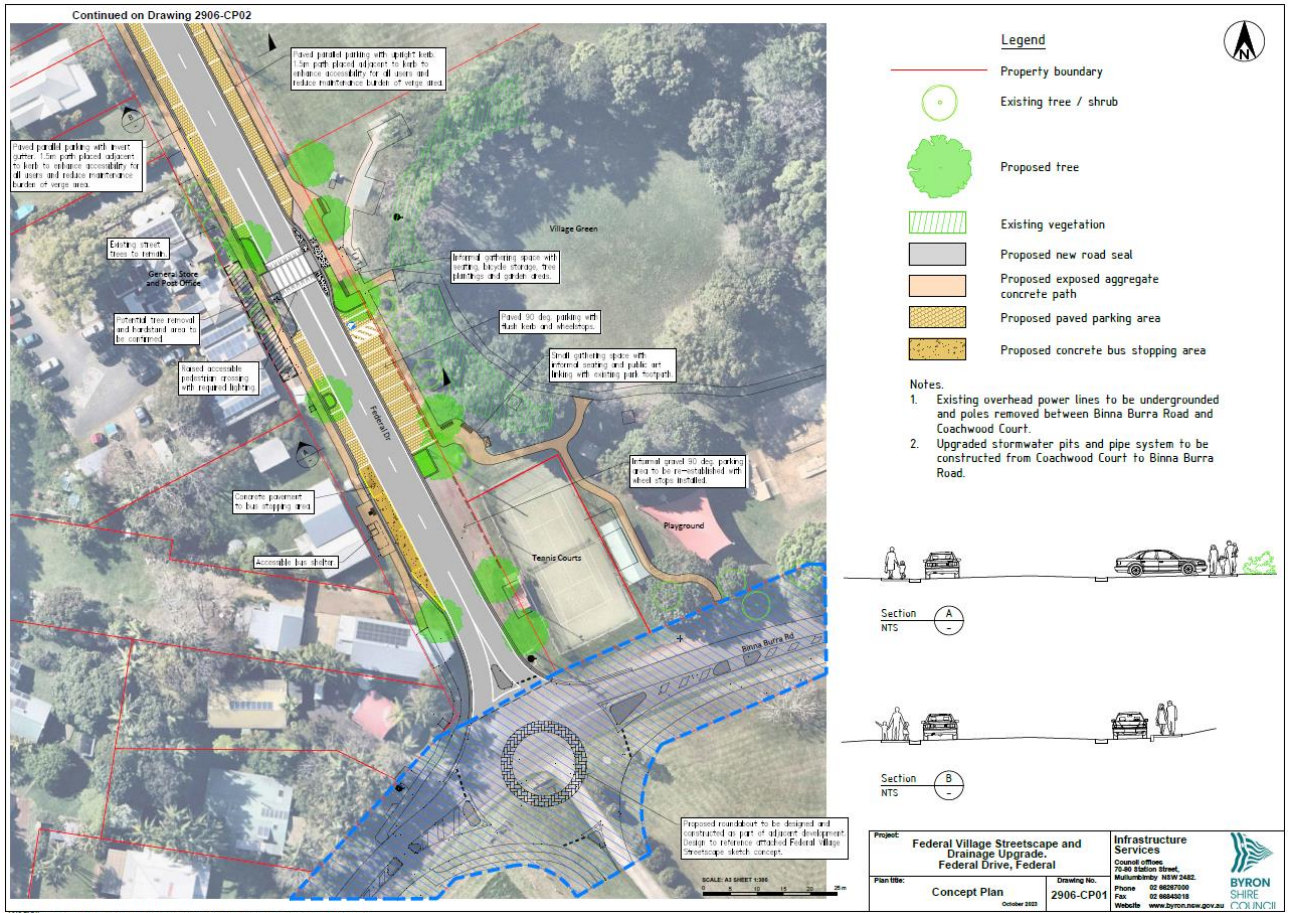 Continued on Drawing 2906-CP02
Paved parallel parking with upright kerb.
1.5m path placed adjacent to kerb to
enhance accessibility for all users and
reduce maintenance burden of verge area.
B
Paved parallel parking with invert
gutter. 1.5m path placed adjacent
to kerb to enhance accessibility for
all users and reduce maintenance
burden of verge area.
Existing street
trees to remain.
General Store
and Post Office
Village Green
Informal gathering space with
seating, bicycle storage, tree
plantings and garden areas.
Potential tree removal
and hardstand area to
be confirmed
Paved 90 deg. parking with
flush kerb and wheelstops.
Raised accessible
pedestrian crossing
with required lighting.
Small gathering space with
informal seating and public art
linking with existing park footpath
Federal Dr
A
Informal gravel 90 deg. parking
area to be re-established with
wheel stops installed.
Concrete pavement
to bus stopping area
Playground
Accessible bus shelter.
Tennis Courts
Binna Burra Rd
Proposed roundabout to be designed and
constructed as part of adjacent development.
Design to reference attached Federal Village
Streetscape sketch concept.
SCALE: A3 SHEET 1:500
0 5 10 15 20 25 m
Legend
N
Property boundary
Existing tree / shrub
Proposed tree
Existing vegetation
Proposed new road seal
Proposed exposed aggregate
concrete path
Proposed paved parking area
Proposed concrete bus stopping area
Notes.
1. Existing overhead power lines to be undergrounded
and poles removed between Binna Burra Road and
Coachwood Court.
2. Upgraded stormwater pits and pipe system to be
constructed from Coachwood Court to Binna Burra
Road.
Section A
NTS -
Section B
NTS -
Project:
Federal Village Streetscape and
Drainage Upgrade.
Federal Drive, Federal
Plan title:
Concept Plan
October 2023
Drawing No.
2906-CP01
Infrastructure
Services
Council offices
70-90 Station Street,
Mullumbimby NSW 2482.
Phone 02 66267000
Fax 02 66843018
Website www.byron.nsw.gov.au
BYRON
SHIRE
COUNCIL